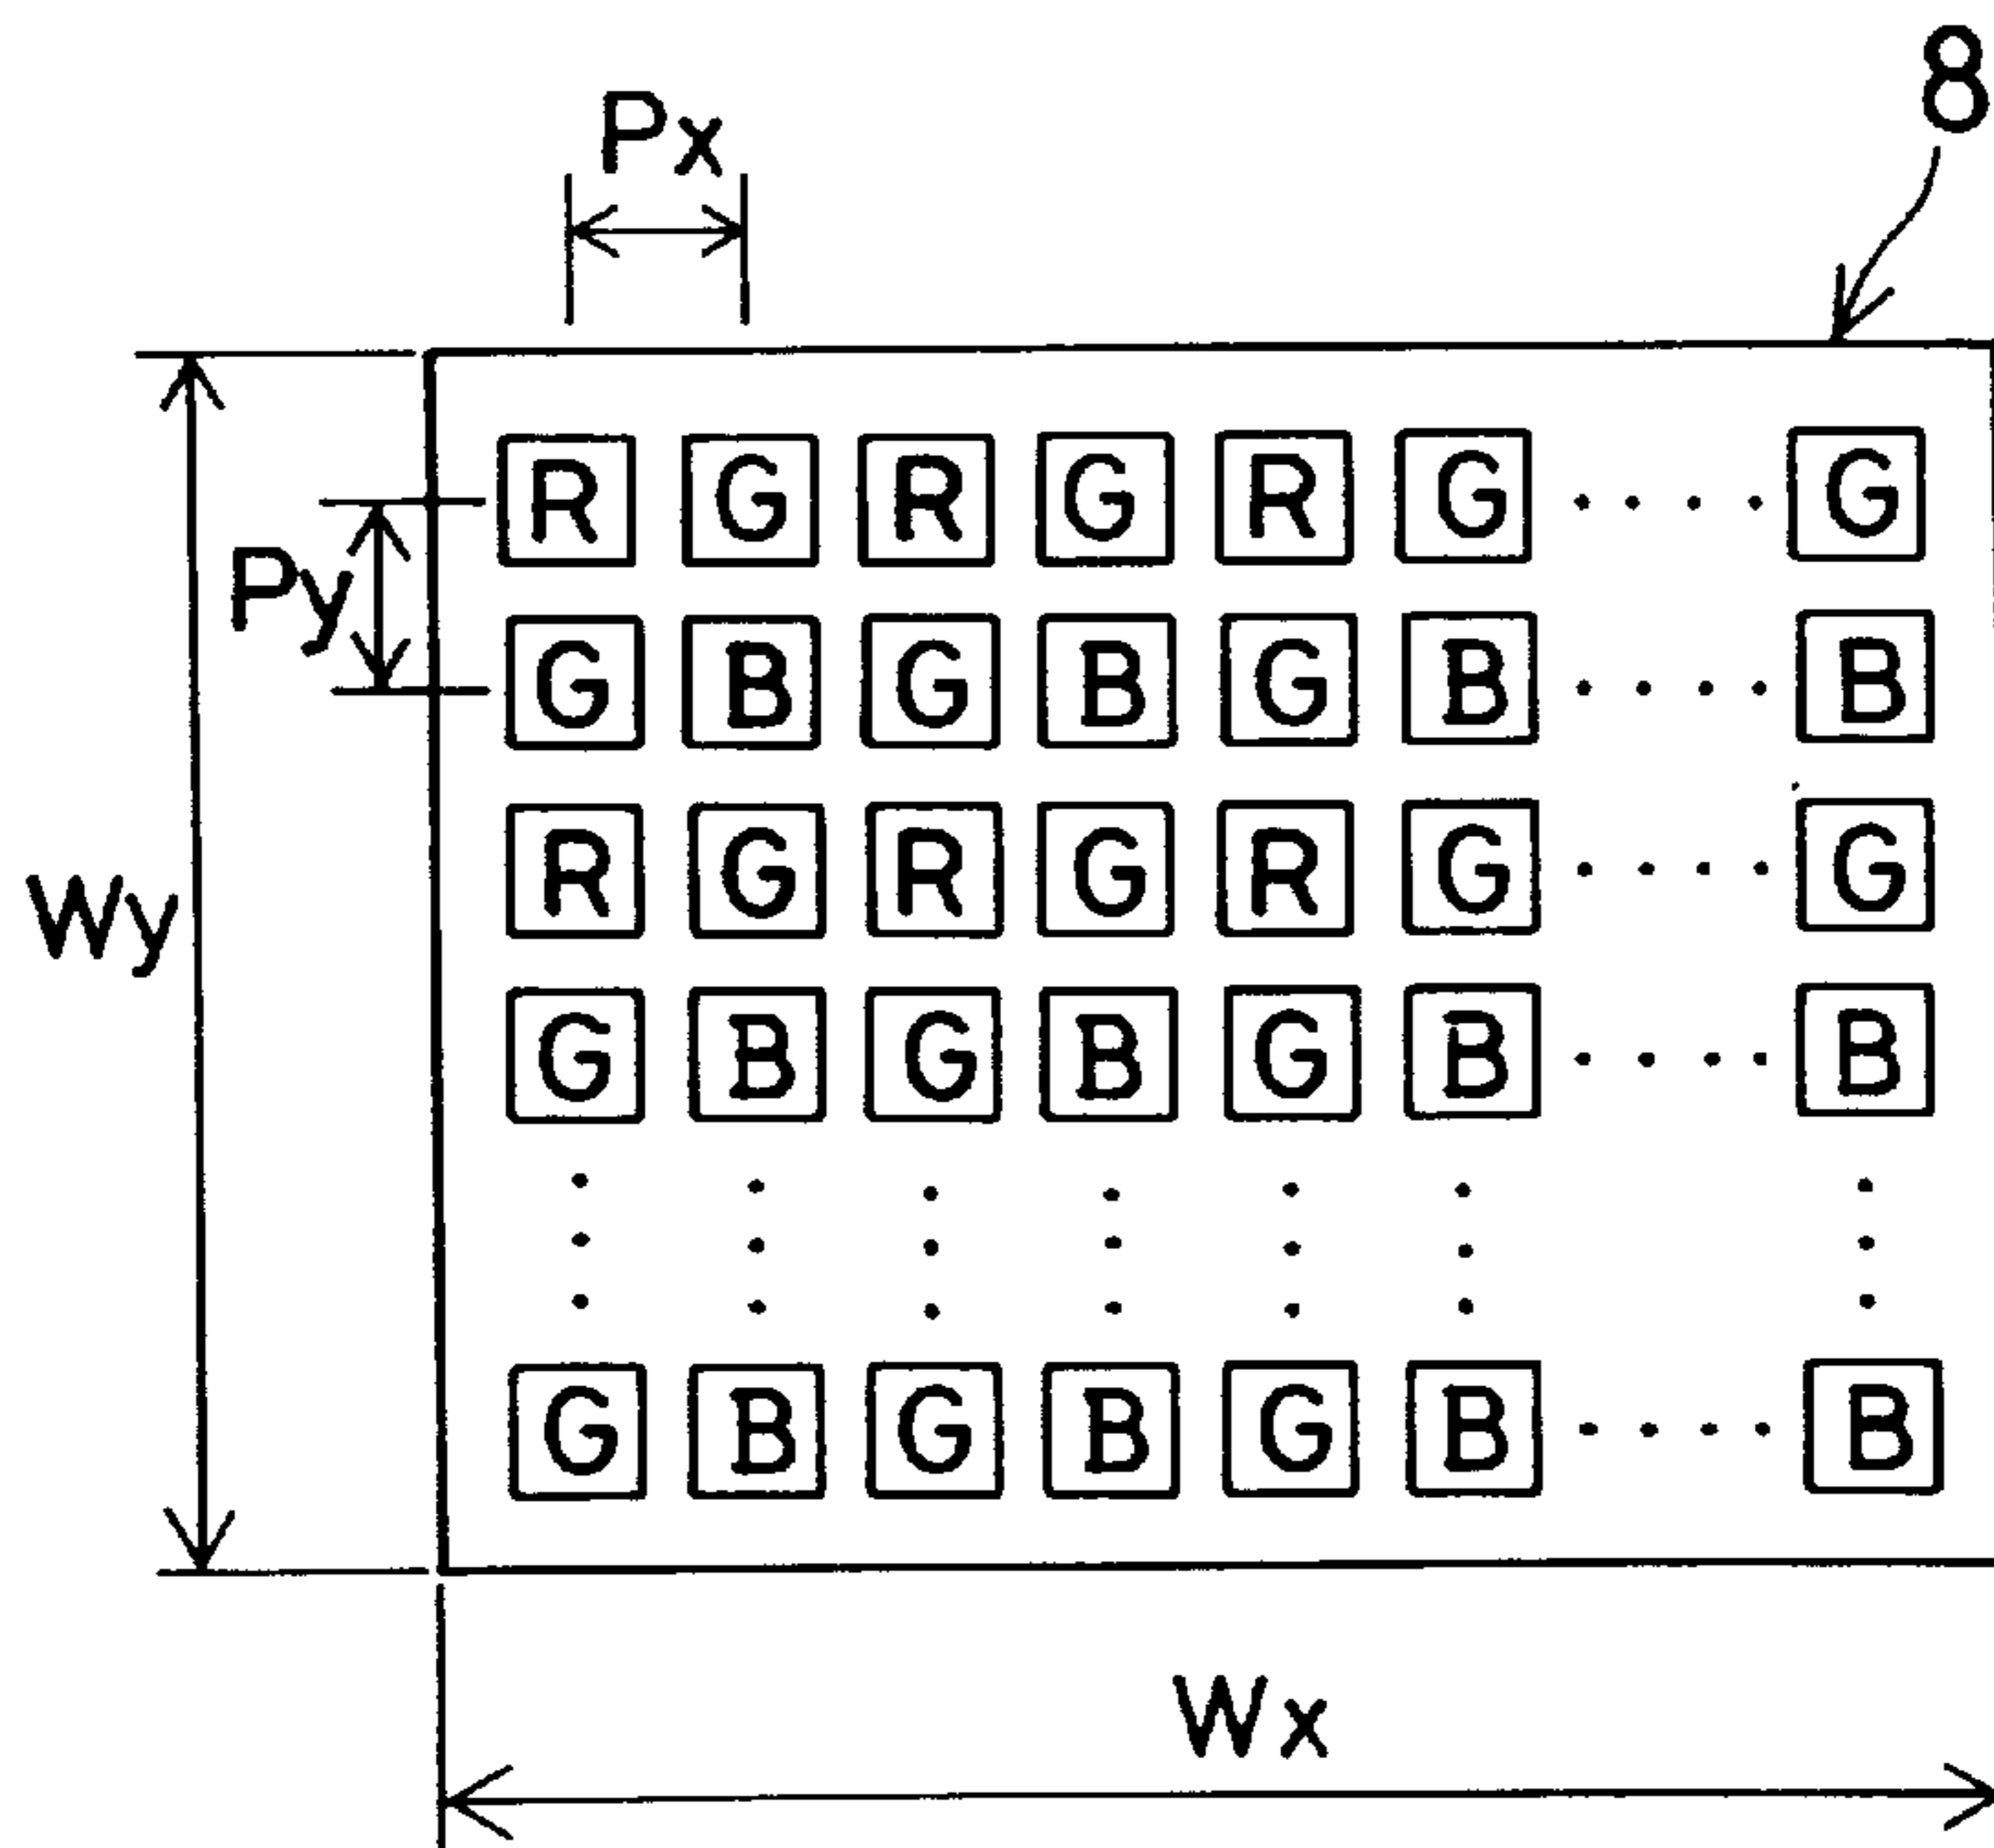 8
Px
R G R G R G . . . . G
Py
G B G B G B . . . . B
R G R G R G . . . . G
Wy
G B G B G B . . . . B
G B G B G B . . . . B
Wx